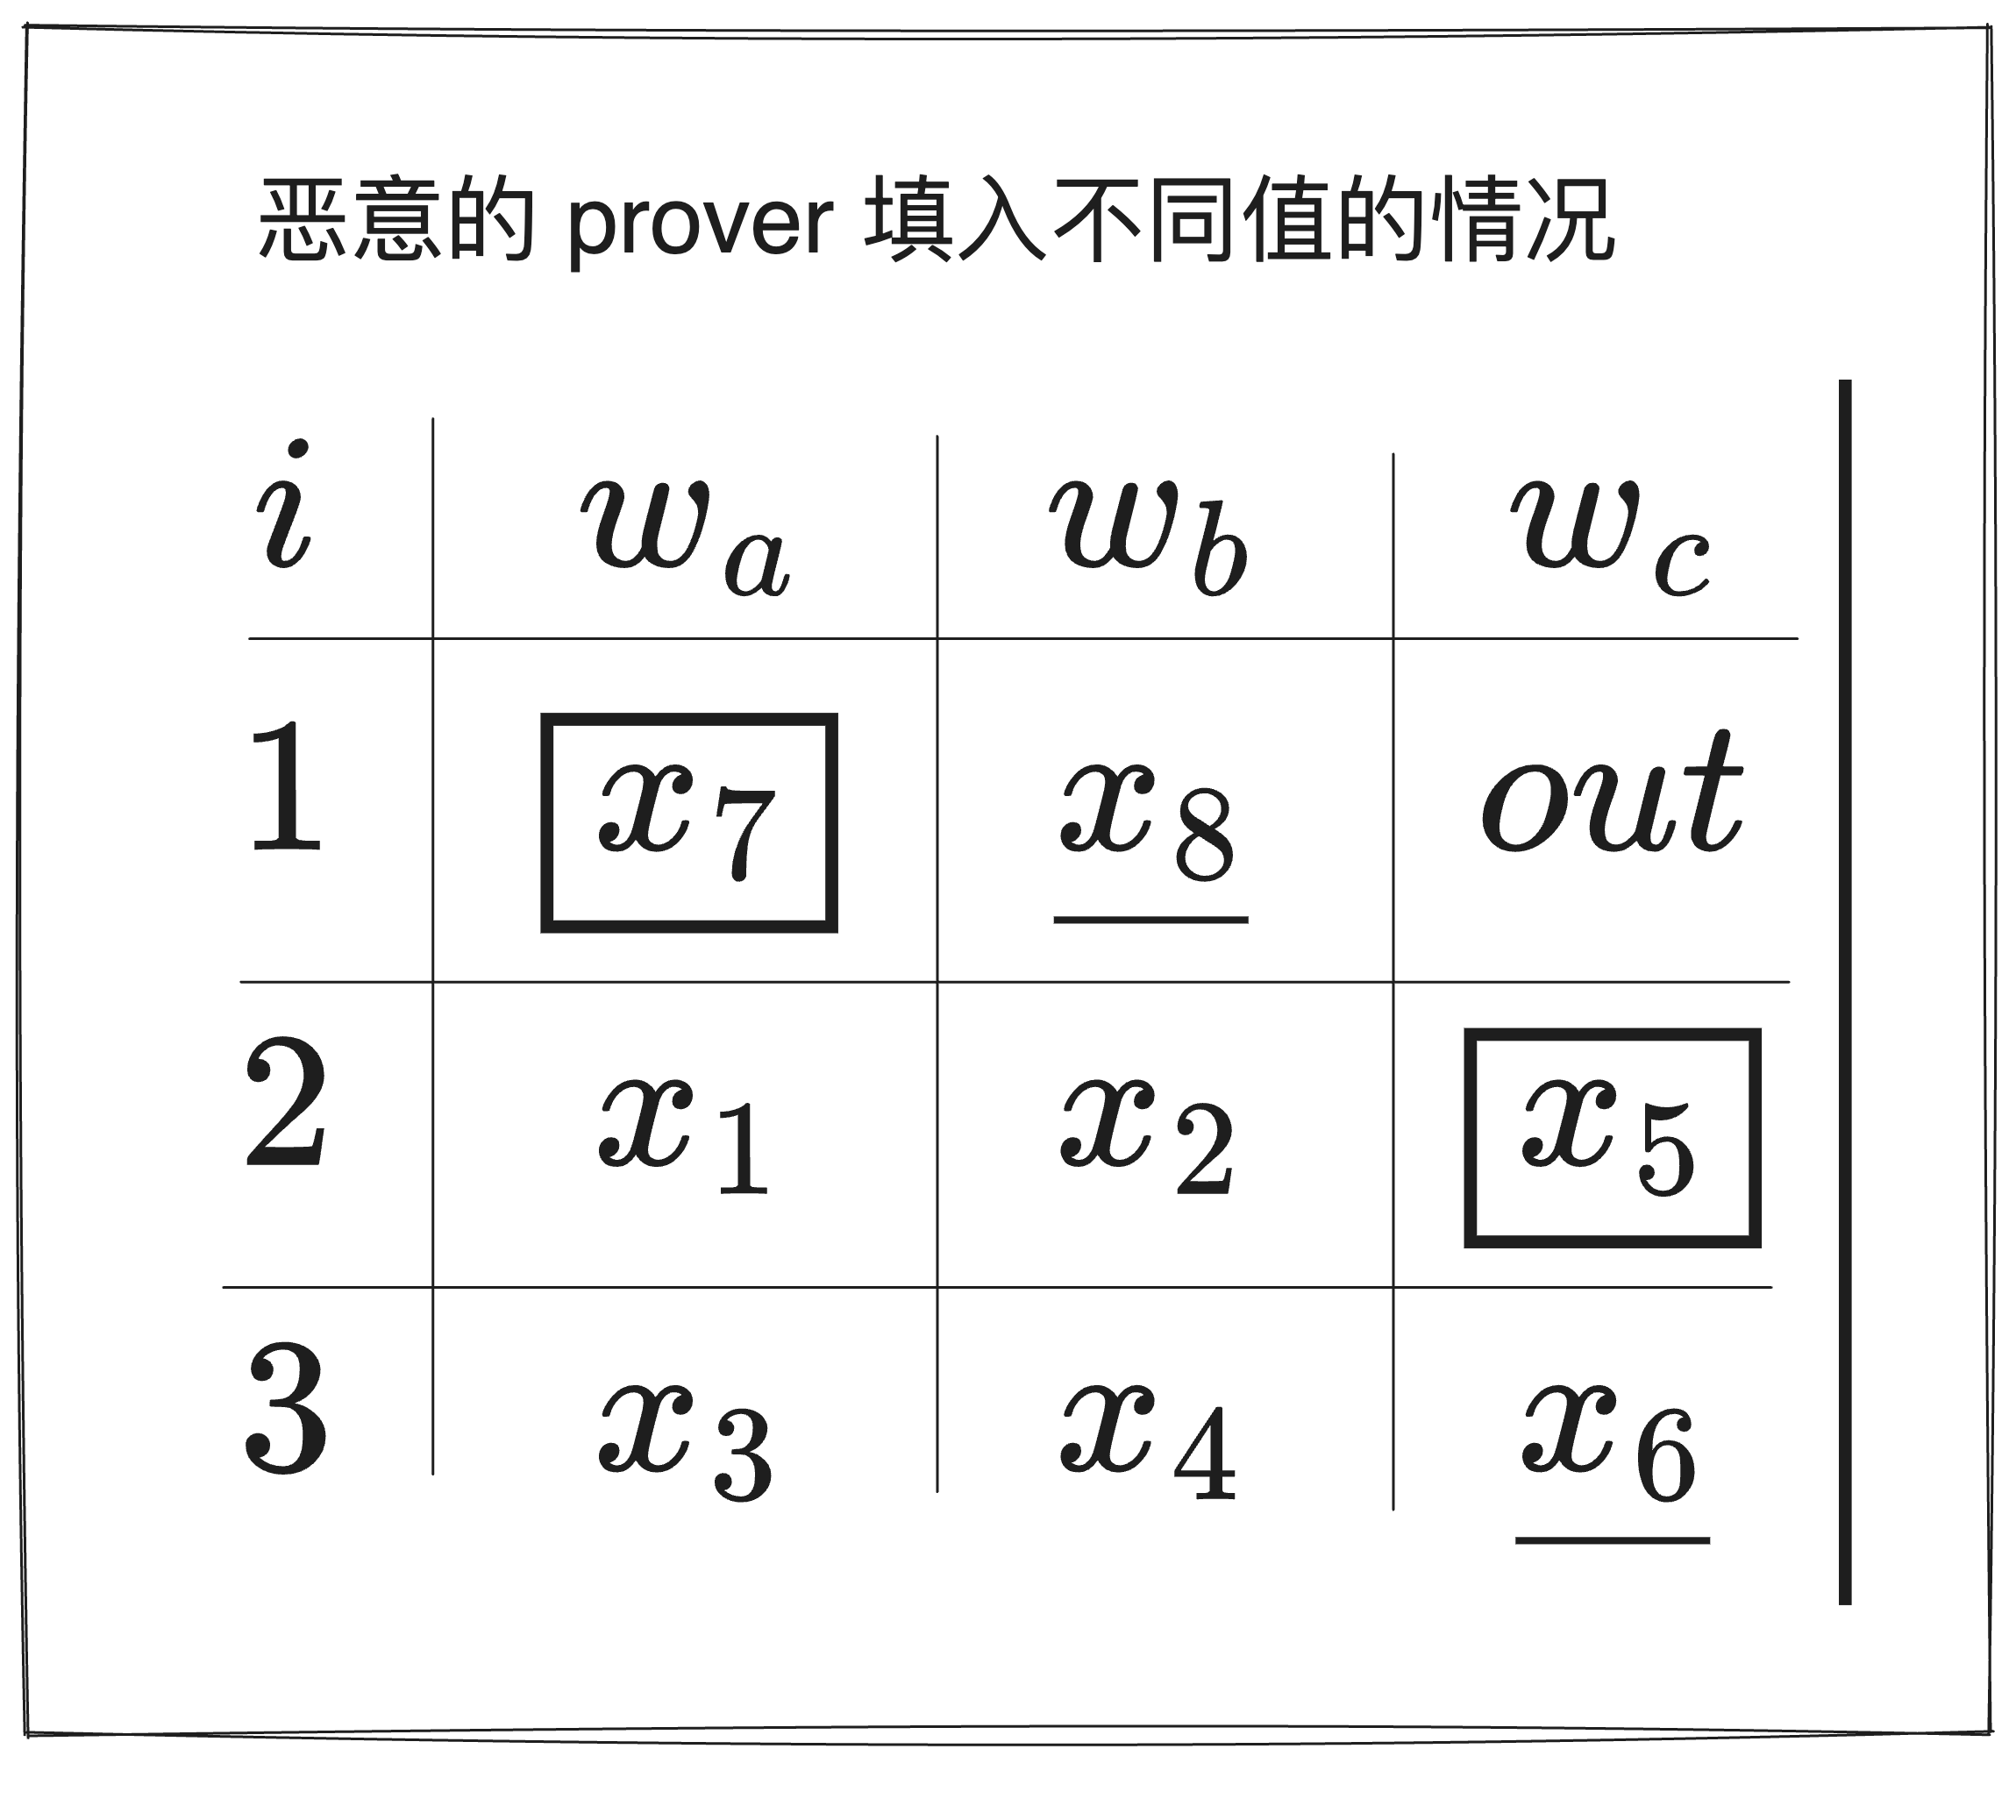 恶意的 prover 填入不同值的情况
i w_a w_b w_c
1 x_7 x_8 out
2 x_1 x_2 x_5
3 x_3 x_4 x_6